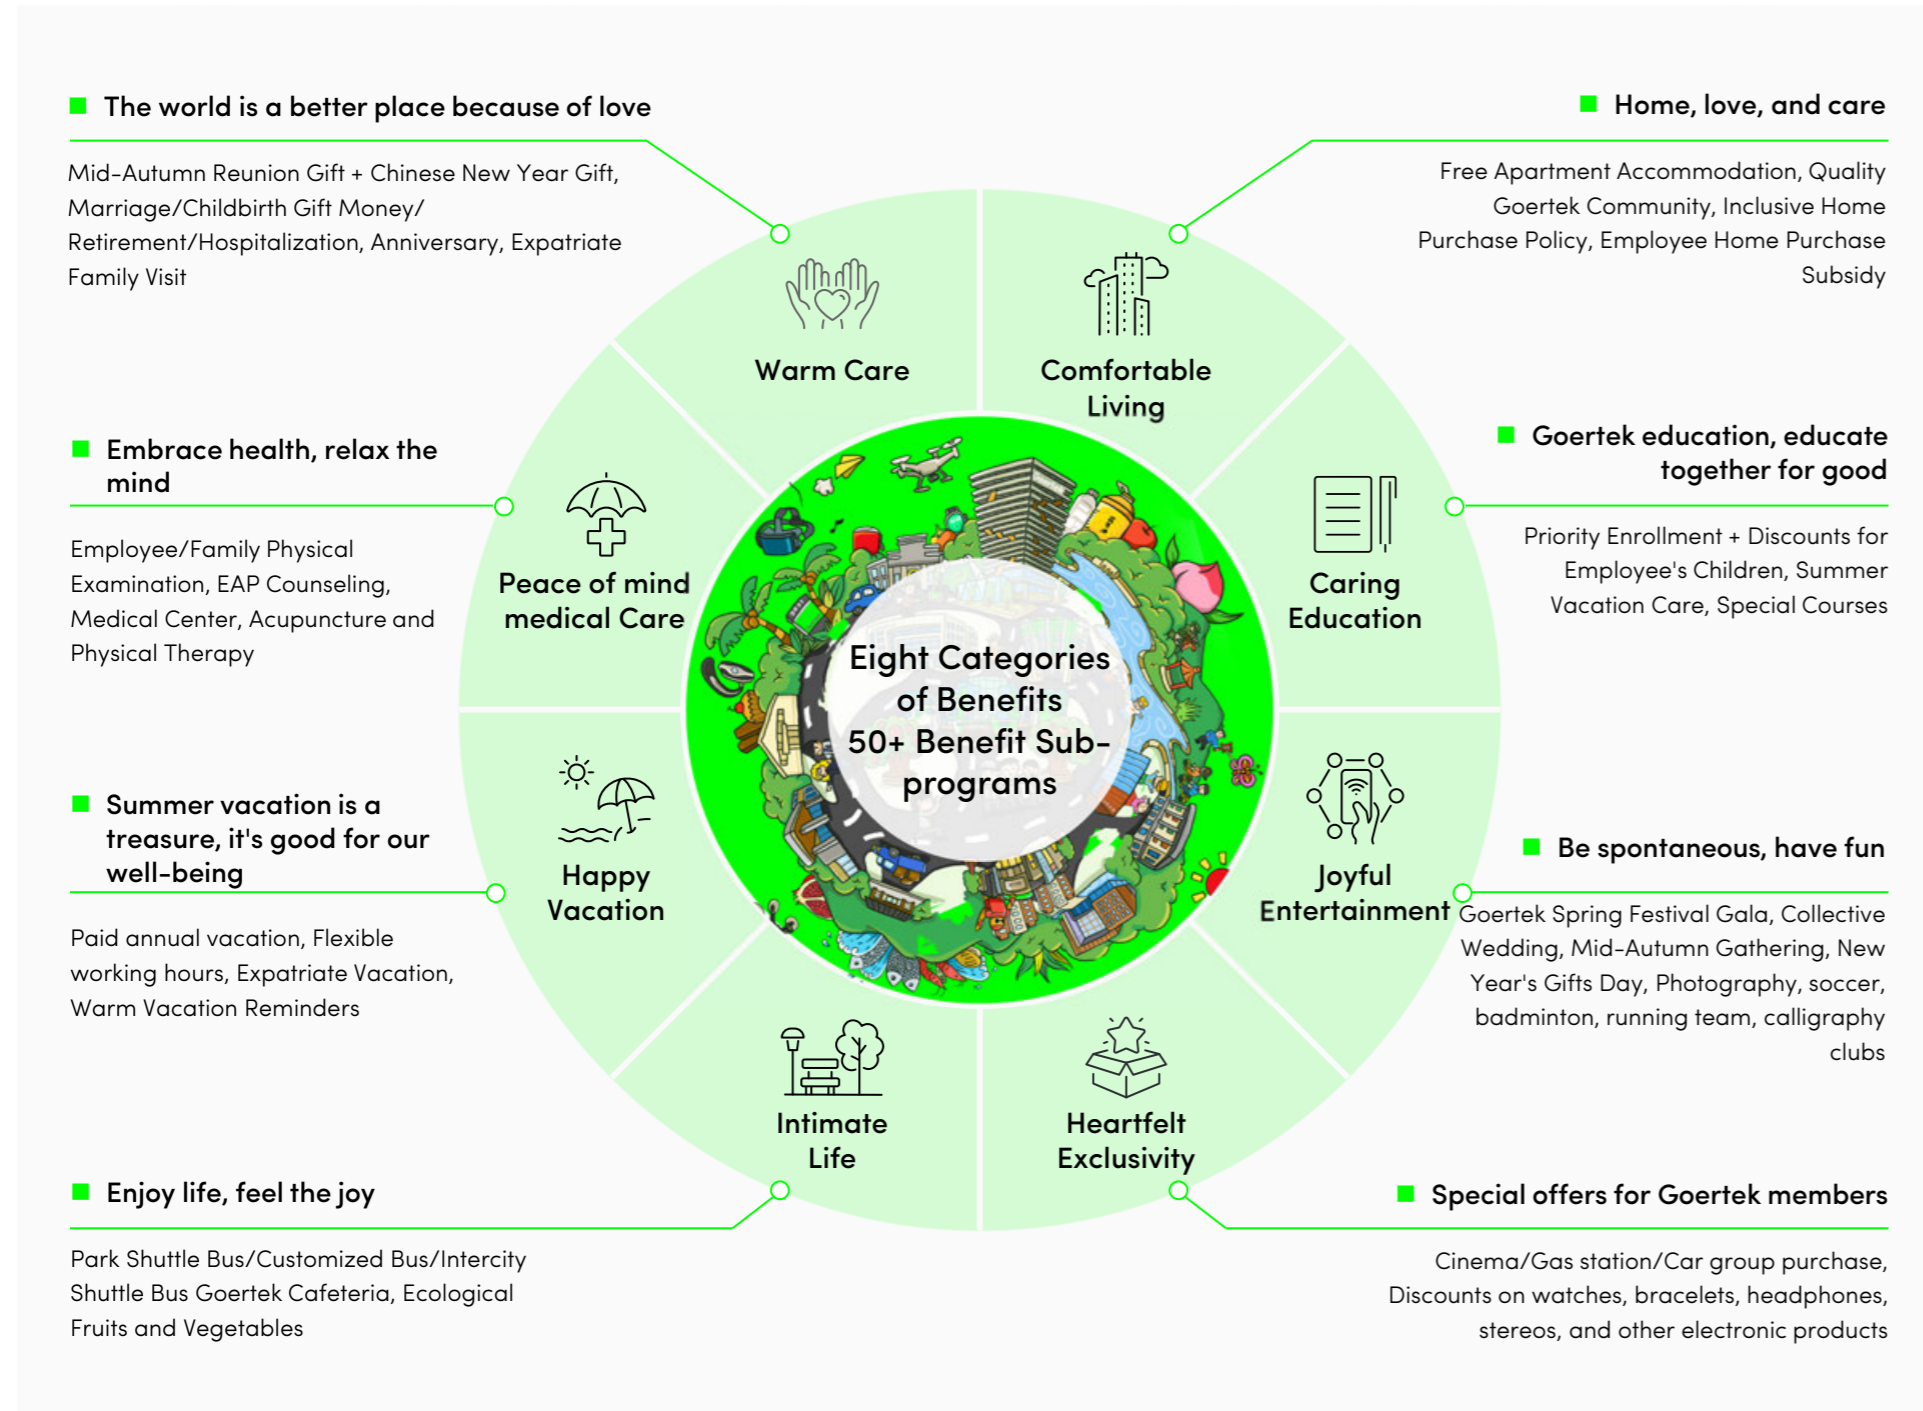 The world is a better place because of love
Mid-Autumn Reunion Gift + Chinese New Year Gift,
Marriage/Childbirth Gift Money/
Retirement/Hospitalization, Anniversary, Expatriate
Family Visit
Home, love, and care
Free Apartment Accommodation, Quality
Goertek Community, Inclusive Home
Purchase Policy, Employee Home Purchase
Subsidy
Warm Care
Comfortable
Living
Embrace health, relax the
mind
Employee/Family Physical
Examination, EAP Counseling,
Medical Center, Acupuncture and
Physical Therapy
Peace of mind
medical Care
Caring
Education
Goertek education, educate
together for good
Priority Enrollment + Discounts for
Employee's Children, Summer
Vacation Care, Special Courses
Eight Categories
of Benefits
50+ Benefit Sub-
programs
Summer vacation is a
treasure, it's good for our
well-being
Paid annual vacation, Flexible
working hours, Expatriate Vacation,
Warm Vacation Reminders
Happy
Vacation
Joyful
Entertainment
Be spontaneous, have fun
Goertek Spring Festival Gala, Collective
Wedding, Mid-Autumn Gathering, New
Year's Gifts Day, Photography, soccer,
badminton, running team, calligraphy
clubs
Intimate
Life
Heartfelt
Exclusivity
Enjoy life, feel the joy
Park Shuttle Bus/Customized Bus/Intercity
Shuttle Bus Goertek Cafeteria, Ecological
Fruits and Vegetables
Special offers for Goertek members
Cinema/Gas station/Car group purchase,
Discounts on watches, bracelets, headphones,
stereos, and other electronic products